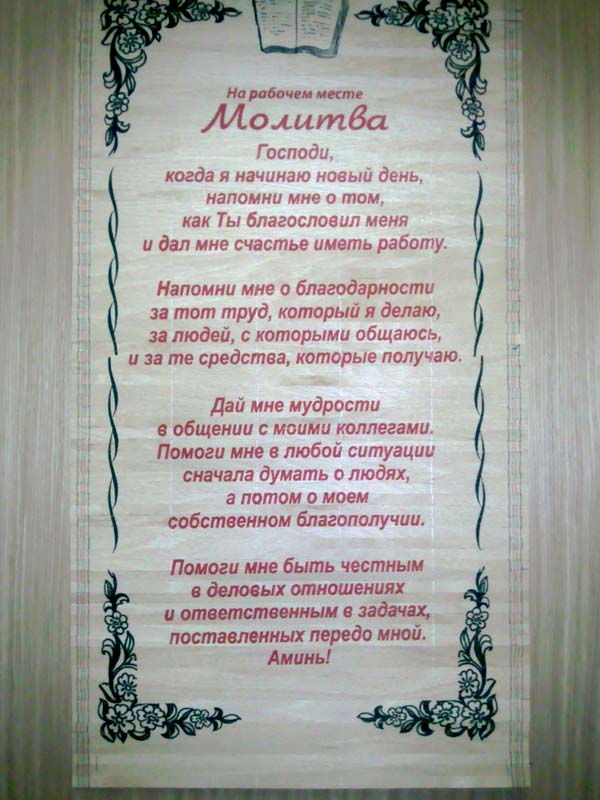 На рабочем месте
Молитва
Господи,
когда я начинаю новый день,
напомни мне о том,
как Ты благословил меня
и дал мне счастье иметь работу.
Напомни мне о благодарности
за тот труд, который я делаю,
за людей, с которыми общаюсь,
и за те средства, которые получаю.
Дай мне мудрости
в общении с моими коллегами.
Помоги мне в любой ситуации
сначала думать о людях,
а потом о моем
собственном благополучии.
Помоги мне быть честным
в деловых отношениях
и ответственным в задачах,
поставленных передо мной.
Аминь!